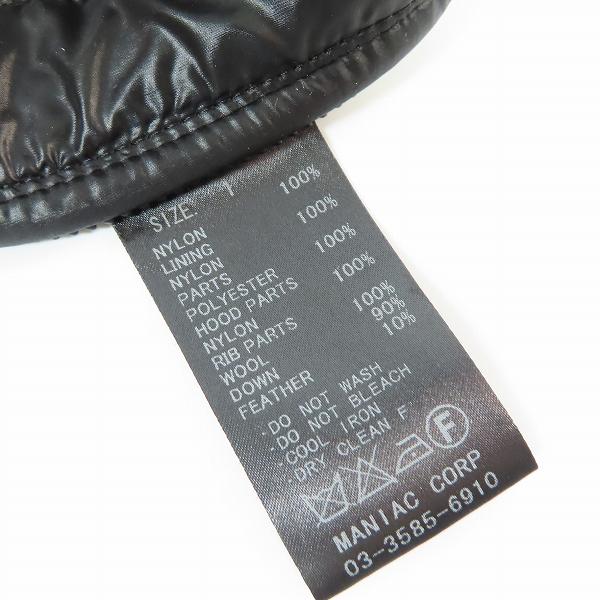 SIZE: 1
NYLON 100%
LINING
NYLON 100%
PARTS
POLYESTER 100%
HOOD PARTS
NYLON 100%
RIB PARTS
WOOL 100%
DOWN 90%
FEATHER 10%
·DO NOT WASH
·DO NOT BLEACH
·COOL IRON
·DRY CLEAN F
F
MANIAC CORP
03-3585-6910